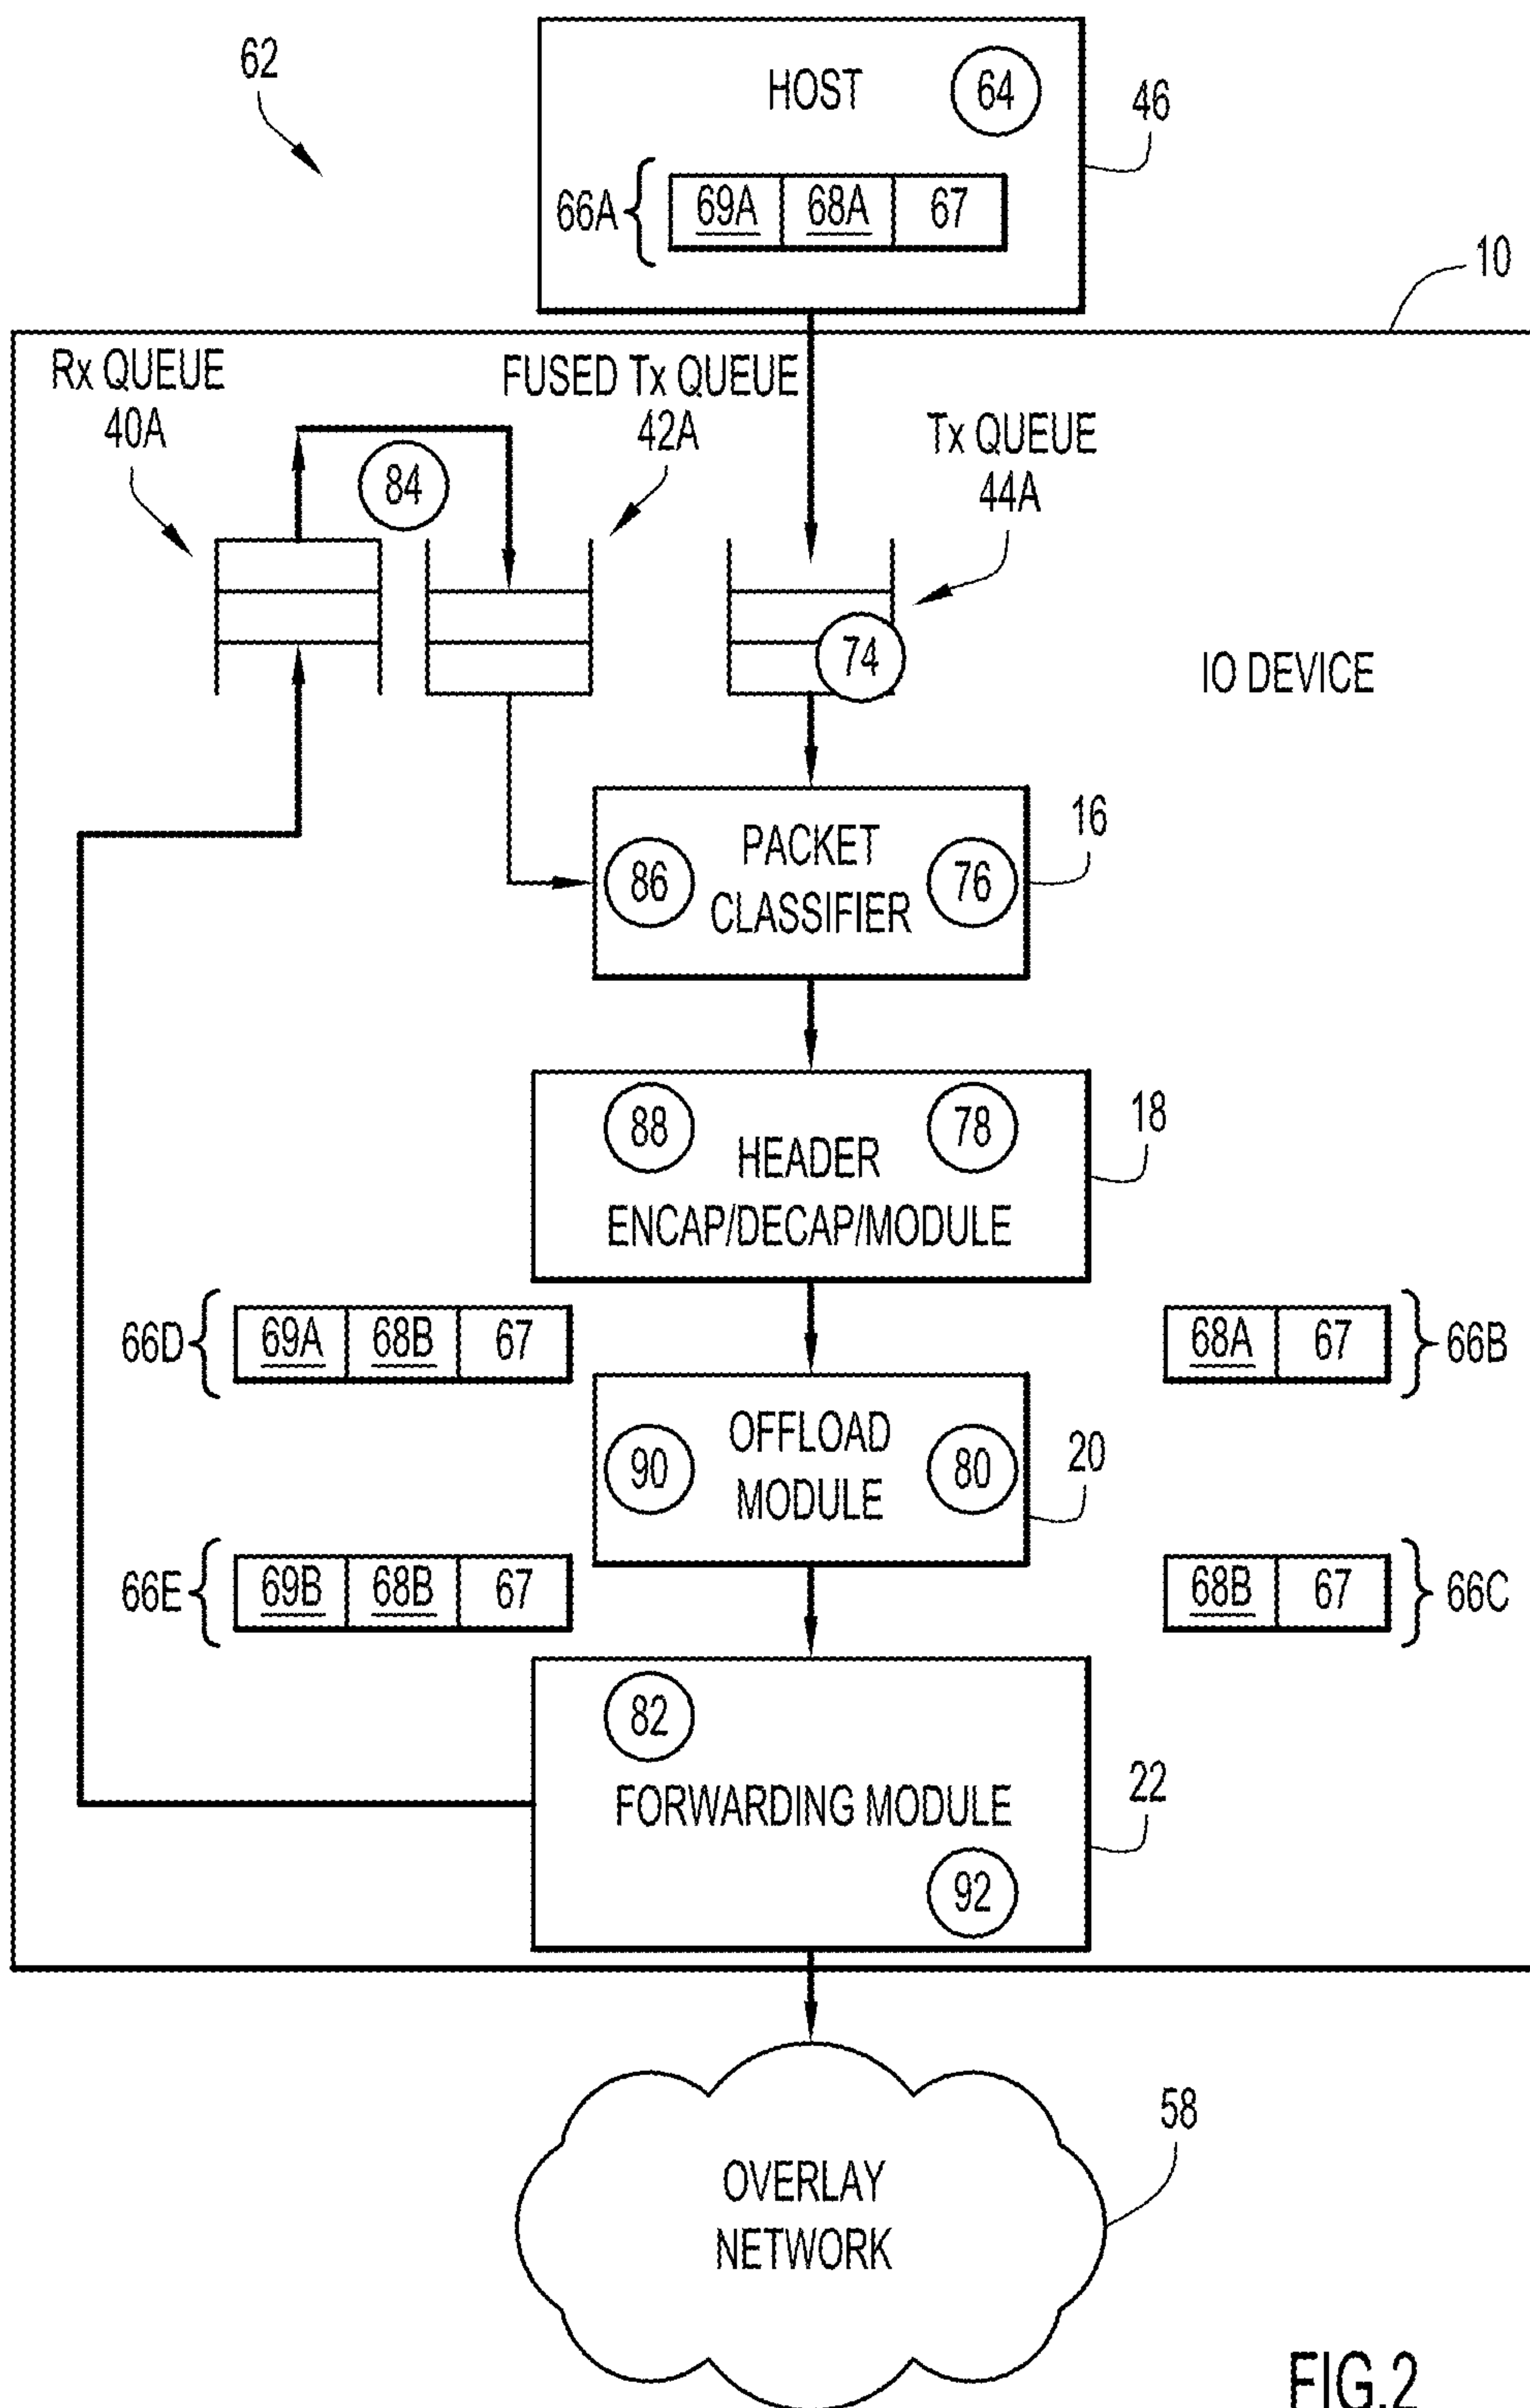 62
HOST
64
46
66A
69A
68A
67
10
Rx QUEUE
40A
FUSED Tx QUEUE
42A
Tx QUEUE
44A
84
74
IO DEVICE
PACKET
CLASSIFIER
86
76
16
88
78
HEADER
ENCAP/DECAP/MODULE
18
66D
69A
68B
67
68A
67
66B
OFFLOAD
MODULE
90
80
20
66E
69B
68B
67
68B
67
66C
82
FORWARDING MODULE
92
22
OVERLAY
NETWORK
58
FIG.2